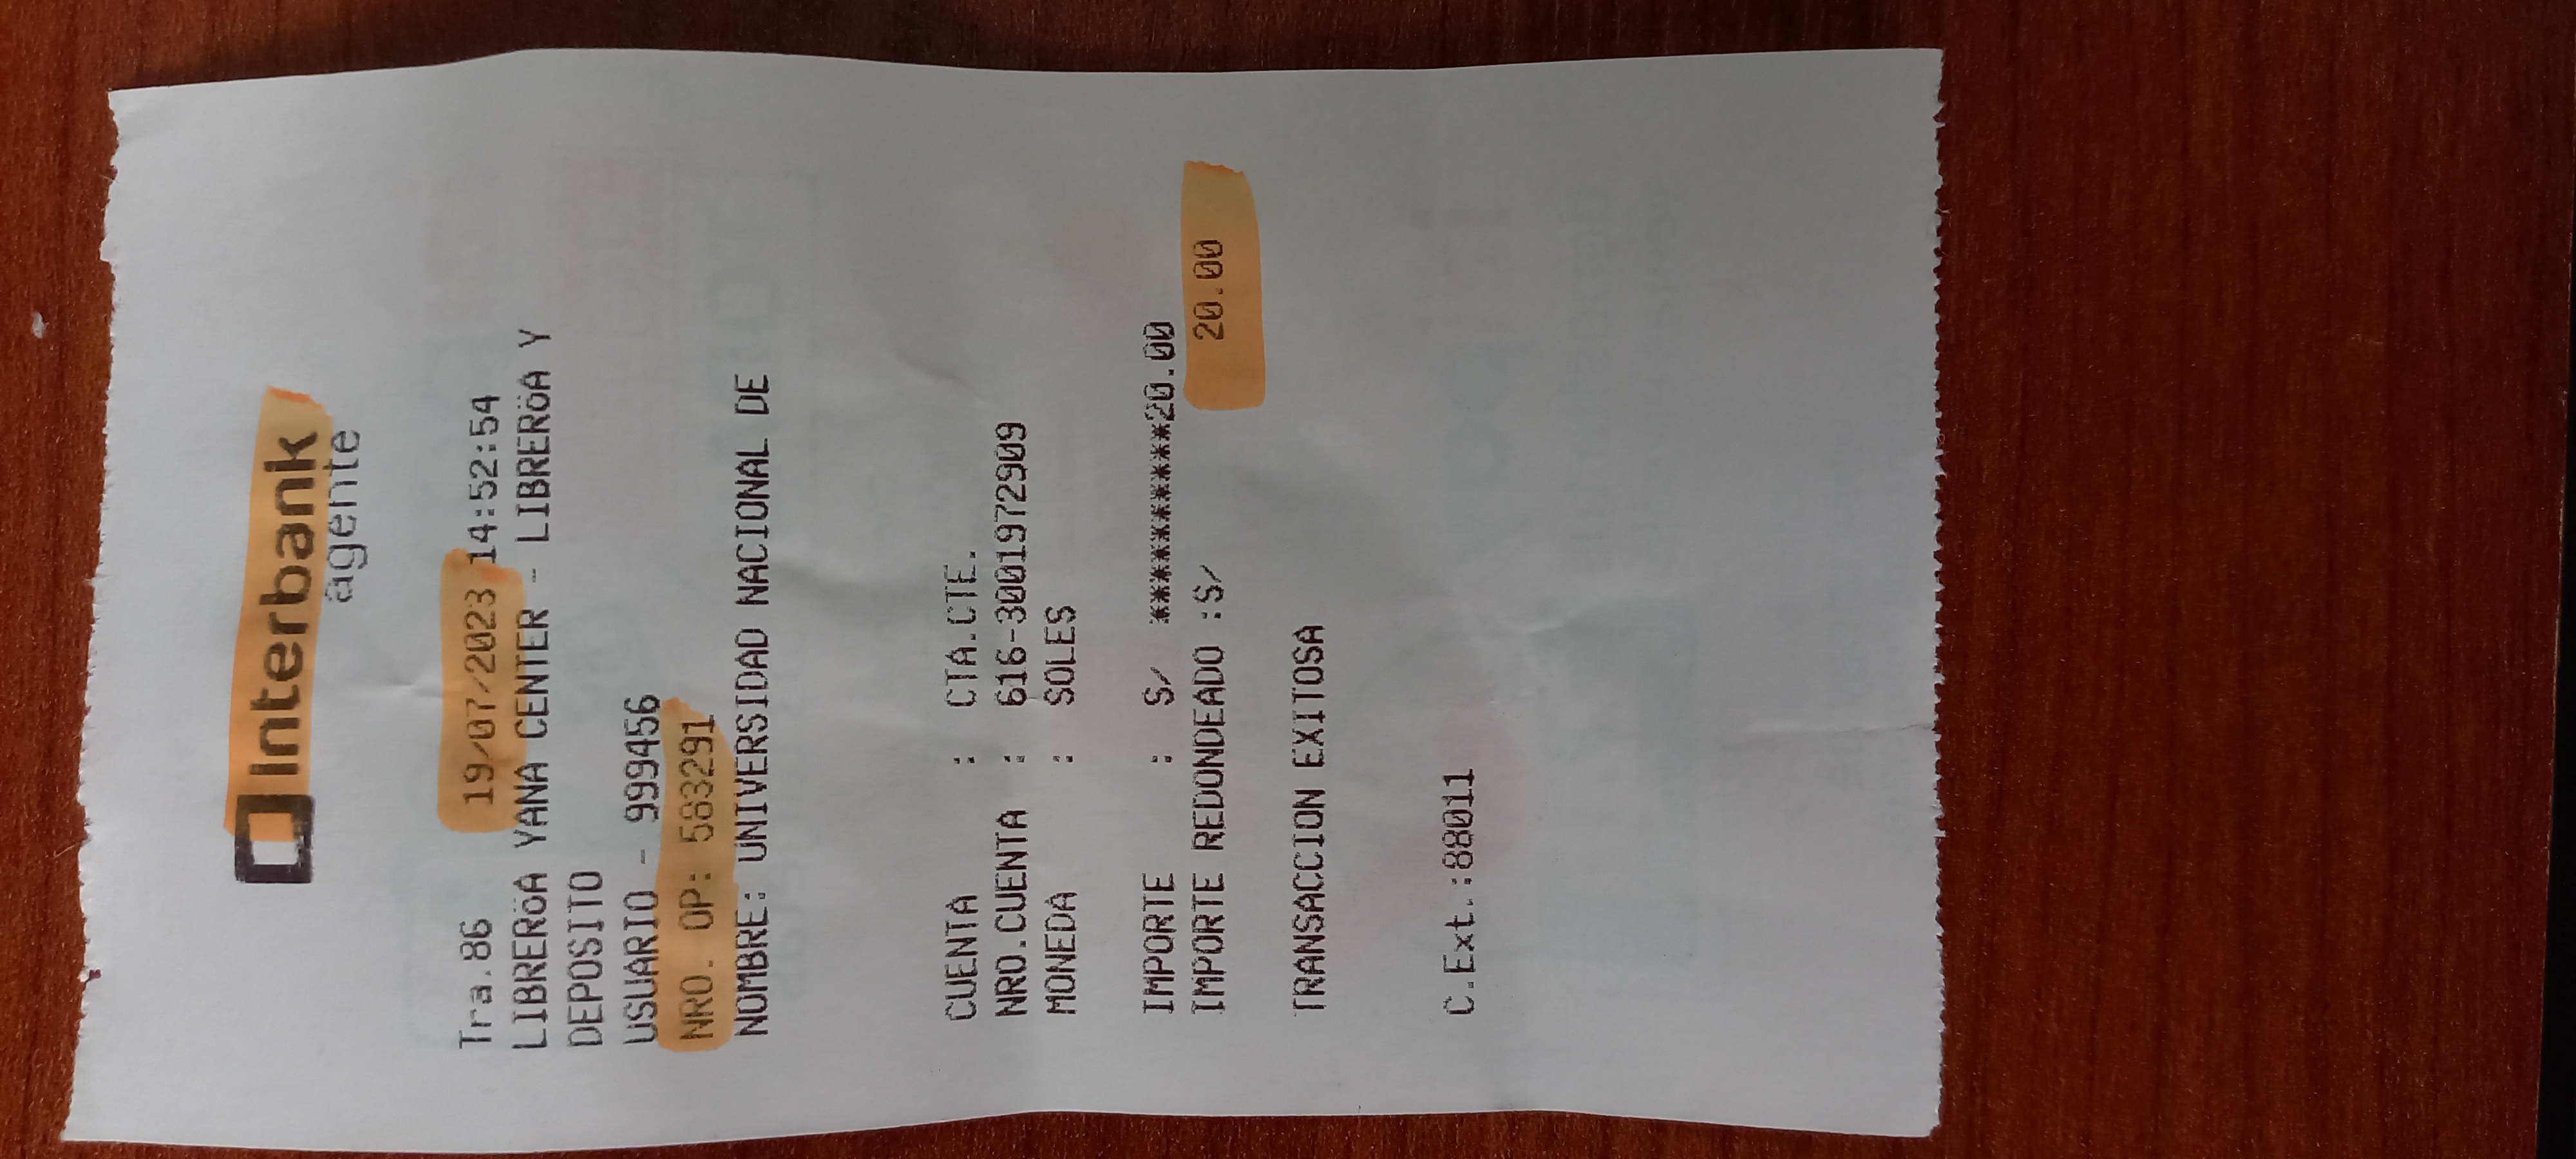 Interbank
agente
Tra.86 19/07/2023 14:52:54
LIBRERöA YANA CENTER - LIBRERöA Y
DEPOSITO
USUARIO - 999456
NRO. OP: 583291
NOMBRE: UNIVERSIDAD NACIONAL DE
CUENTA : CTA.CTE.
NRO.CUENTA : 616-3001972909
MONEDA : SOLES
IMPORTE : S/ ************20.00
IMPORTE REDONDEADO :S/ 20.00
TRANSACCION EXITOSA
C.Ext.:88011